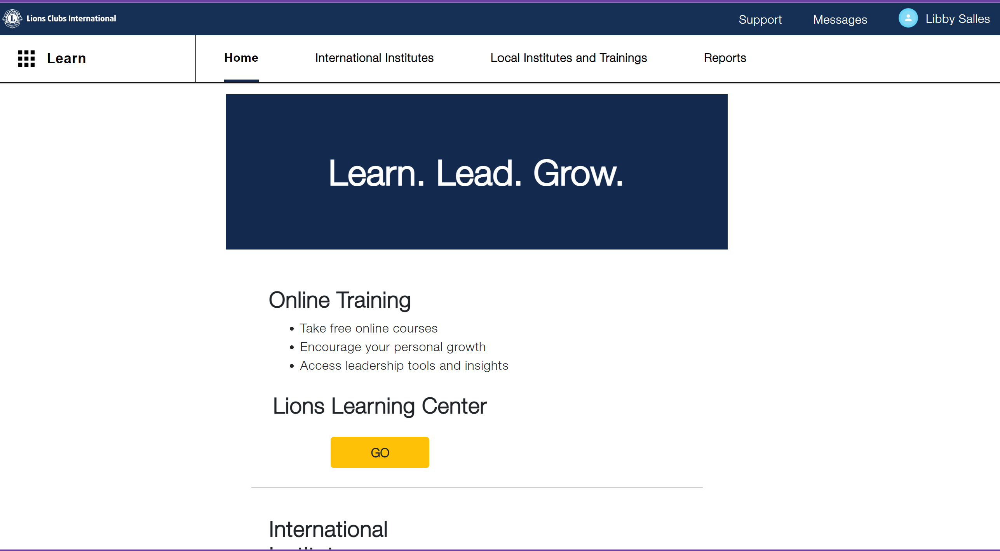 Lions Clubs International
Support
Messages
Libby Salles
Learn
Home
International Institutes
Local Institutes and Trainings
Reports
Learn. Lead. Grow.
Online Training
Take free online courses
Encourage your personal growth
Access leadership tools and insights
Lions Learning Center
GO
International